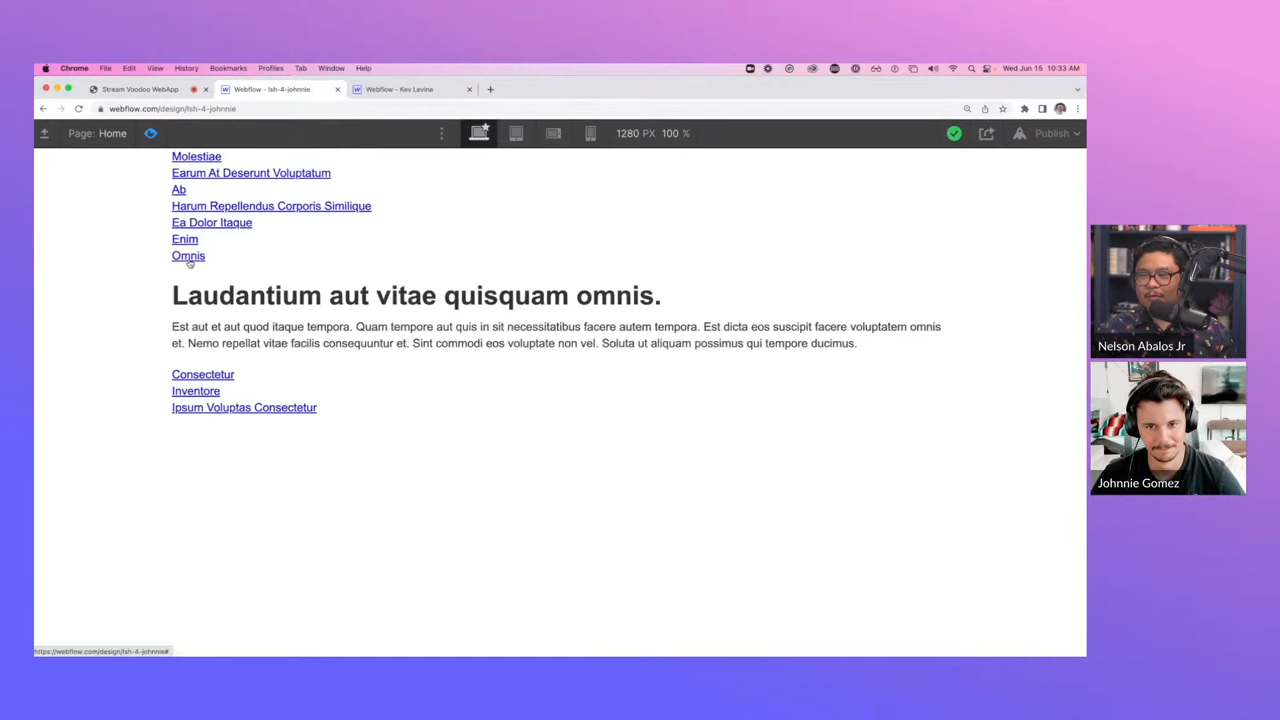 Chrome File Edit View History Bookmarks Profiles Tab Window Help Wed Jun 15 10:33 AM
Stream Voodoo WebApp Webflow - lsh-4-johnnie Webflow - Kev Levine
webflow.com/design/lsh-4-johnnie
Page: Home 1280 PX 100 % Publish
Molestiae
Earum At Deserunt Voluptatum
Ab
Harum Repellendus Corporis Similique
Ea Dolor Itaque
Enim
Omnis
Laudantium aut vitae quisquam omnis.
Est aut et aut quod itaque tempora. Quam tempore aut quis in sit necessitatibus facere autem tempora. Est dicta eos suscipit facere voluptatem omnis
et. Nemo repellat vitae facilis consequuntur et. Sint commodi eos voluptate non vel. Soluta ut aliquam possimus qui tempore ducimus.
Consectetur
Inventore
Ipsum Voluptas Consectetur
https://webflow.com/design/lsh-4-johnnie#
Nelson Abalos Jr
Johnnie Gomez